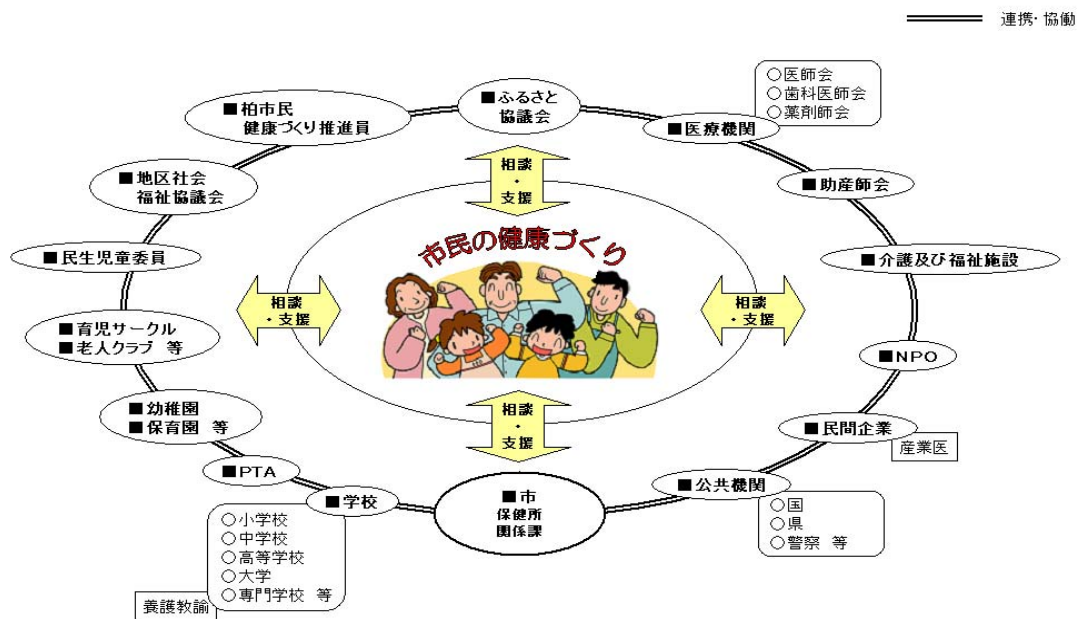 連携・協働
■ふるさと
協議会
■医療機関
○医師会
○歯科医師会
○薬剤師会
■助産師会
■介護及び福祉施設
■NPO
■民間企業
産業医
■公共機関
○国
○県
○警察 等
■市
保健所
関係課
■学校
○小学校
○中学校
○高等学校
○大学
○専門学校 等
養護教諭
■PTA
■幼稚園
■保育園 等
■育児サークル
■老人クラブ 等
■民生児童委員
■地区社会
福祉協議会
■柏市民
健康づくり推進員
相談
・
支援
相談
・支援
市民の健康づくり
相談
・支援
相談
・
支援